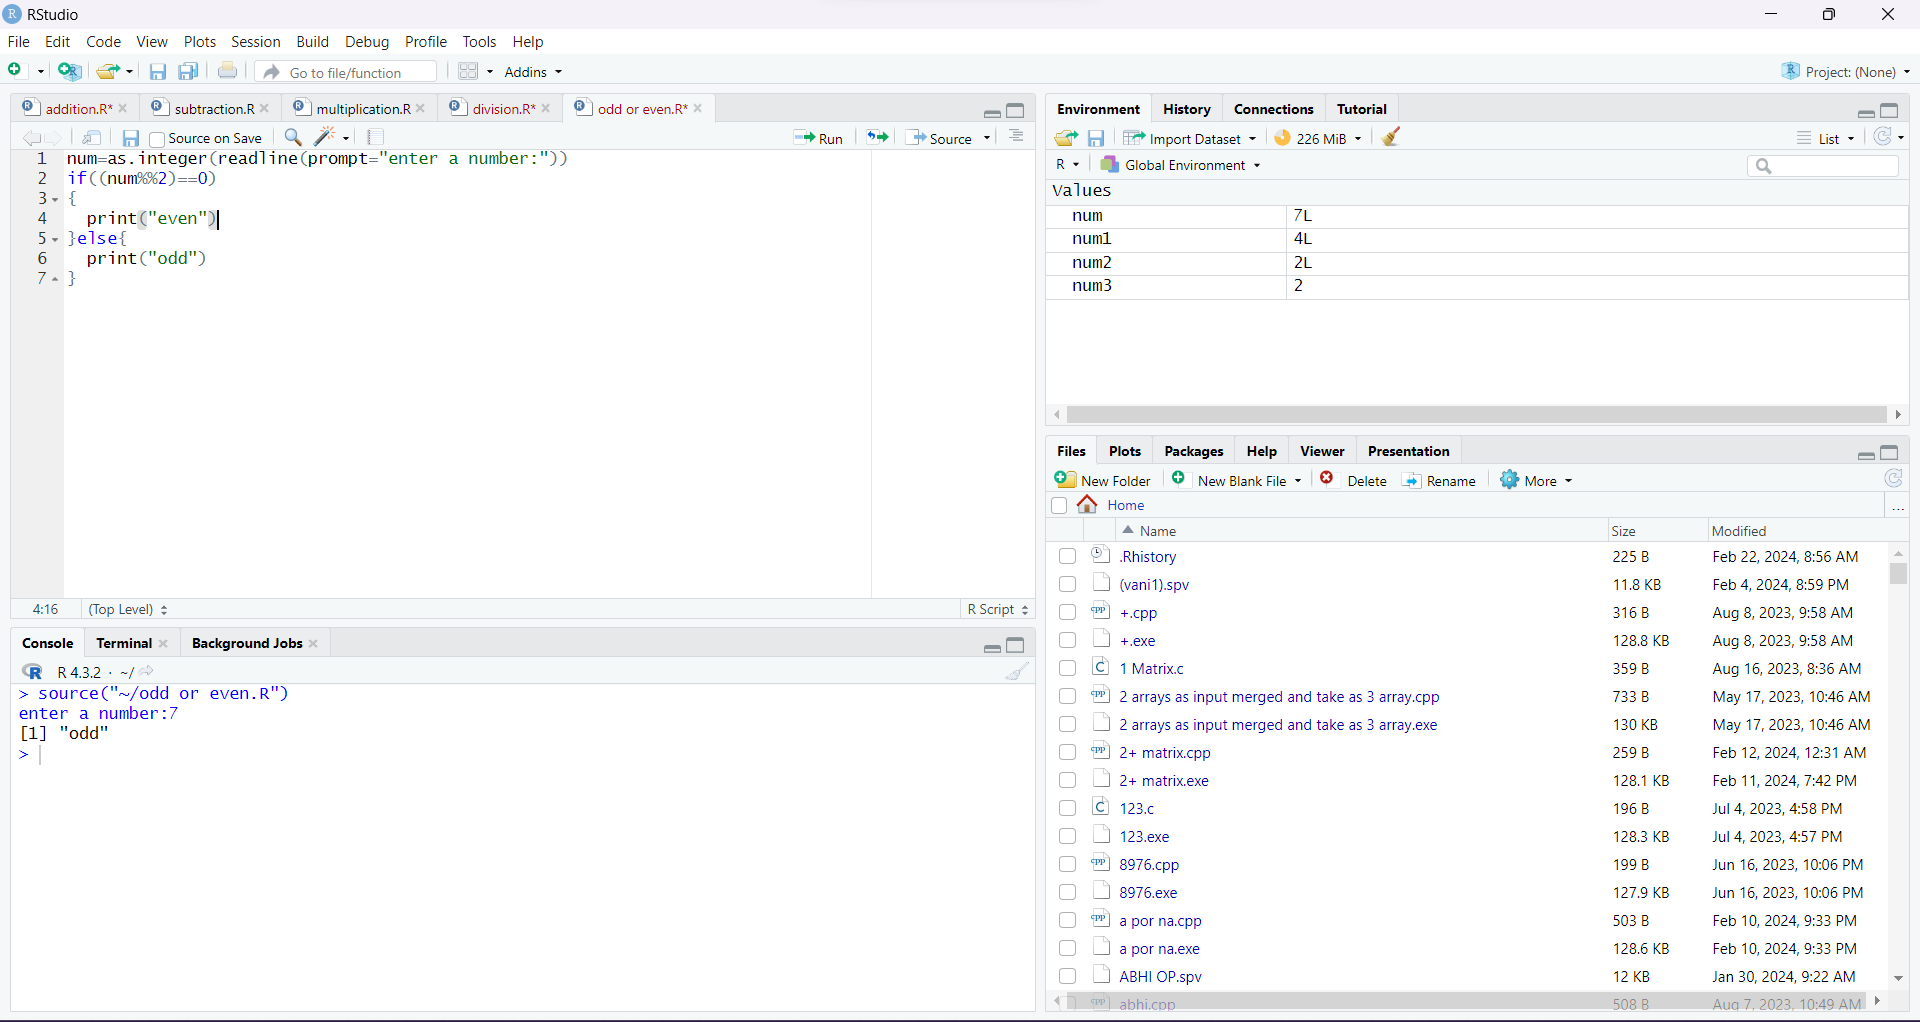 RStudio
File Edit Code View Plots Session Build Debug Profile Tools Help
Go to file/function Addins Project: (None)
addition.R* subtraction.R multiplication.R division.R* odd or even.R*
Source on Save Run Source
1 num=as.integer(readline(prompt="enter a number:"))
2 if((num%%2)==0)
3 {
4 print("even")
5 }else{
6 print("odd")
7 }
4:16 (Top Level) R Script
Console Terminal Background Jobs
R 4.3.2 · ~/
> source("~/odd or even.R")
enter a number:7
[1] "odd"
>
Environment History Connections Tutorial
Import Dataset 226 MiB List
R Global Environment
Values
num 7L
num1 4L
num2 2L
num3 2
Files Plots Packages Help Viewer Presentation
New Folder New Blank File Delete Rename More
Home ...
Name Size Modified
.Rhistory 225 B Feb 22, 2024, 8:56 AM
(vani1).spv 11.8 KB Feb 4, 2024, 8:59 PM
+.cpp 316 B Aug 8, 2023, 9:58 AM
+.exe 128.8 KB Aug 8, 2023, 9:58 AM
1 Matrix.c 359 B Aug 16, 2023, 8:36 AM
2 arrays as input merged and take as 3 array.cpp 733 B May 17, 2023, 10:46 AM
2 arrays as input merged and take as 3 array.exe 130 KB May 17, 2023, 10:46 AM
2+ matrix.cpp 259 B Feb 12, 2024, 12:31 AM
2+ matrix.exe 128.1 KB Feb 11, 2024, 7:42 PM
123.c 196 B Jul 4, 2023, 4:58 PM
123.exe 128.3 KB Jul 4, 2023, 4:57 PM
8976.cpp 199 B Jun 16, 2023, 10:06 PM
8976.exe 127.9 KB Jun 16, 2023, 10:06 PM
a por na.cpp 503 B Feb 10, 2024, 9:33 PM
a por na.exe 128.6 KB Feb 10, 2024, 9:33 PM
ABHI OP.spv 12 KB Jan 30, 2024, 9:22 AM
abhi.cpp 508 B Aug 7, 2023, 10:49 AM